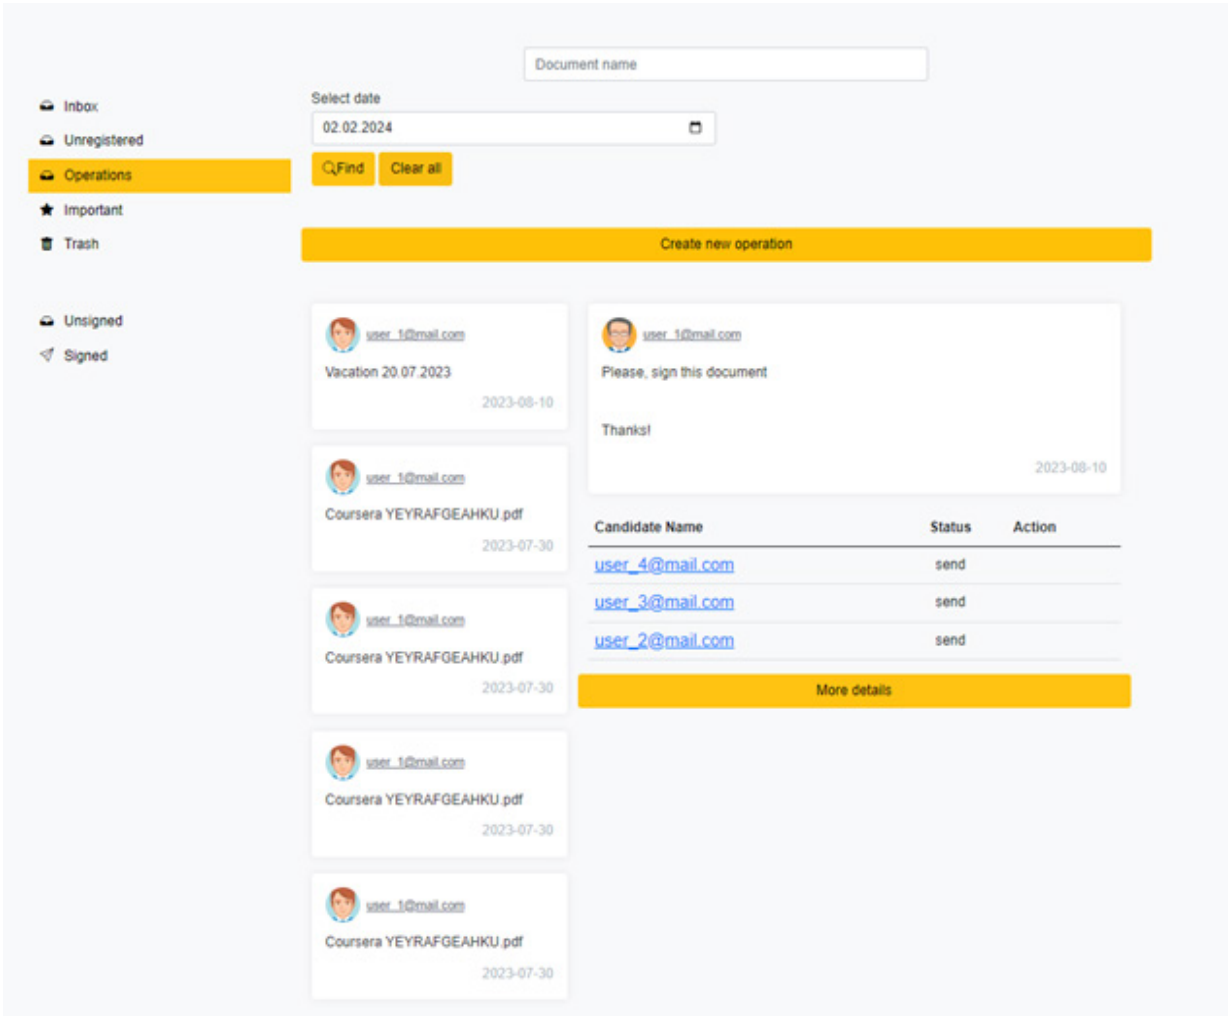 Document name
Inbox
Unregistered
Operations
Important
Trash
Unsigned
Signed
Select date
02.02.2024
Find
Clear all
Create new operation
user_1@mail.com
Vacation 20.07.2023
2023-08-10
user_1@mail.com
Coursera YEYRAFGEAHKU.pdf
2023-07-30
user_1@mail.com
Coursera YEYRAFGEAHKU.pdf
2023-07-30
user_1@mail.com
Coursera YEYRAFGEAHKU.pdf
2023-07-30
user_1@mail.com
Coursera YEYRAFGEAHKU.pdf
2023-07-30
user_1@mail.com
Please, sign this document
Thanks!
2023-08-10
Candidate Name Status Action
user_4@mail.com send
user_3@mail.com send
user_2@mail.com send
More details